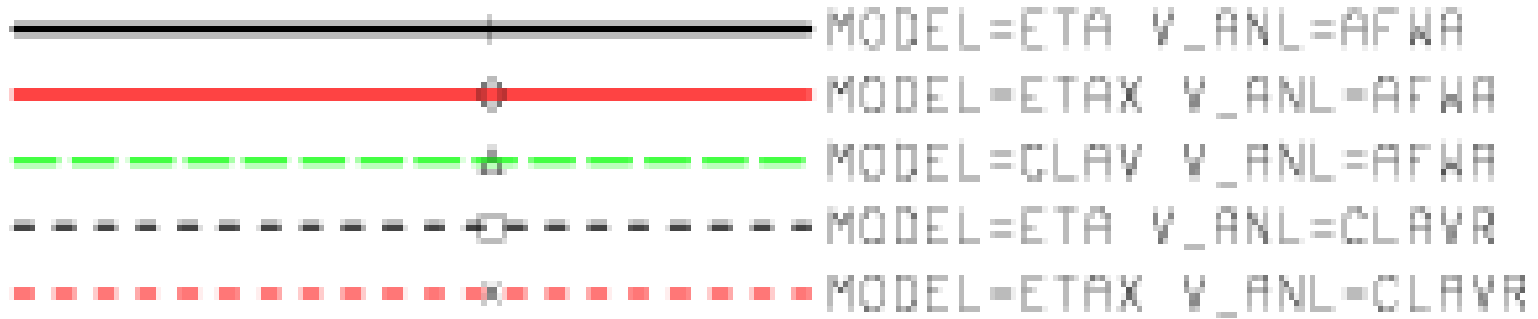 MODEL=ETA V_ANL=AFWA
MODEL=ETAX V_ANL=AFWA
MODEL=CLAV V_ANL=AFWA
MODEL=ETA V_ANL=CLAVR
MODEL=ETAX V_ANL=CLAVR